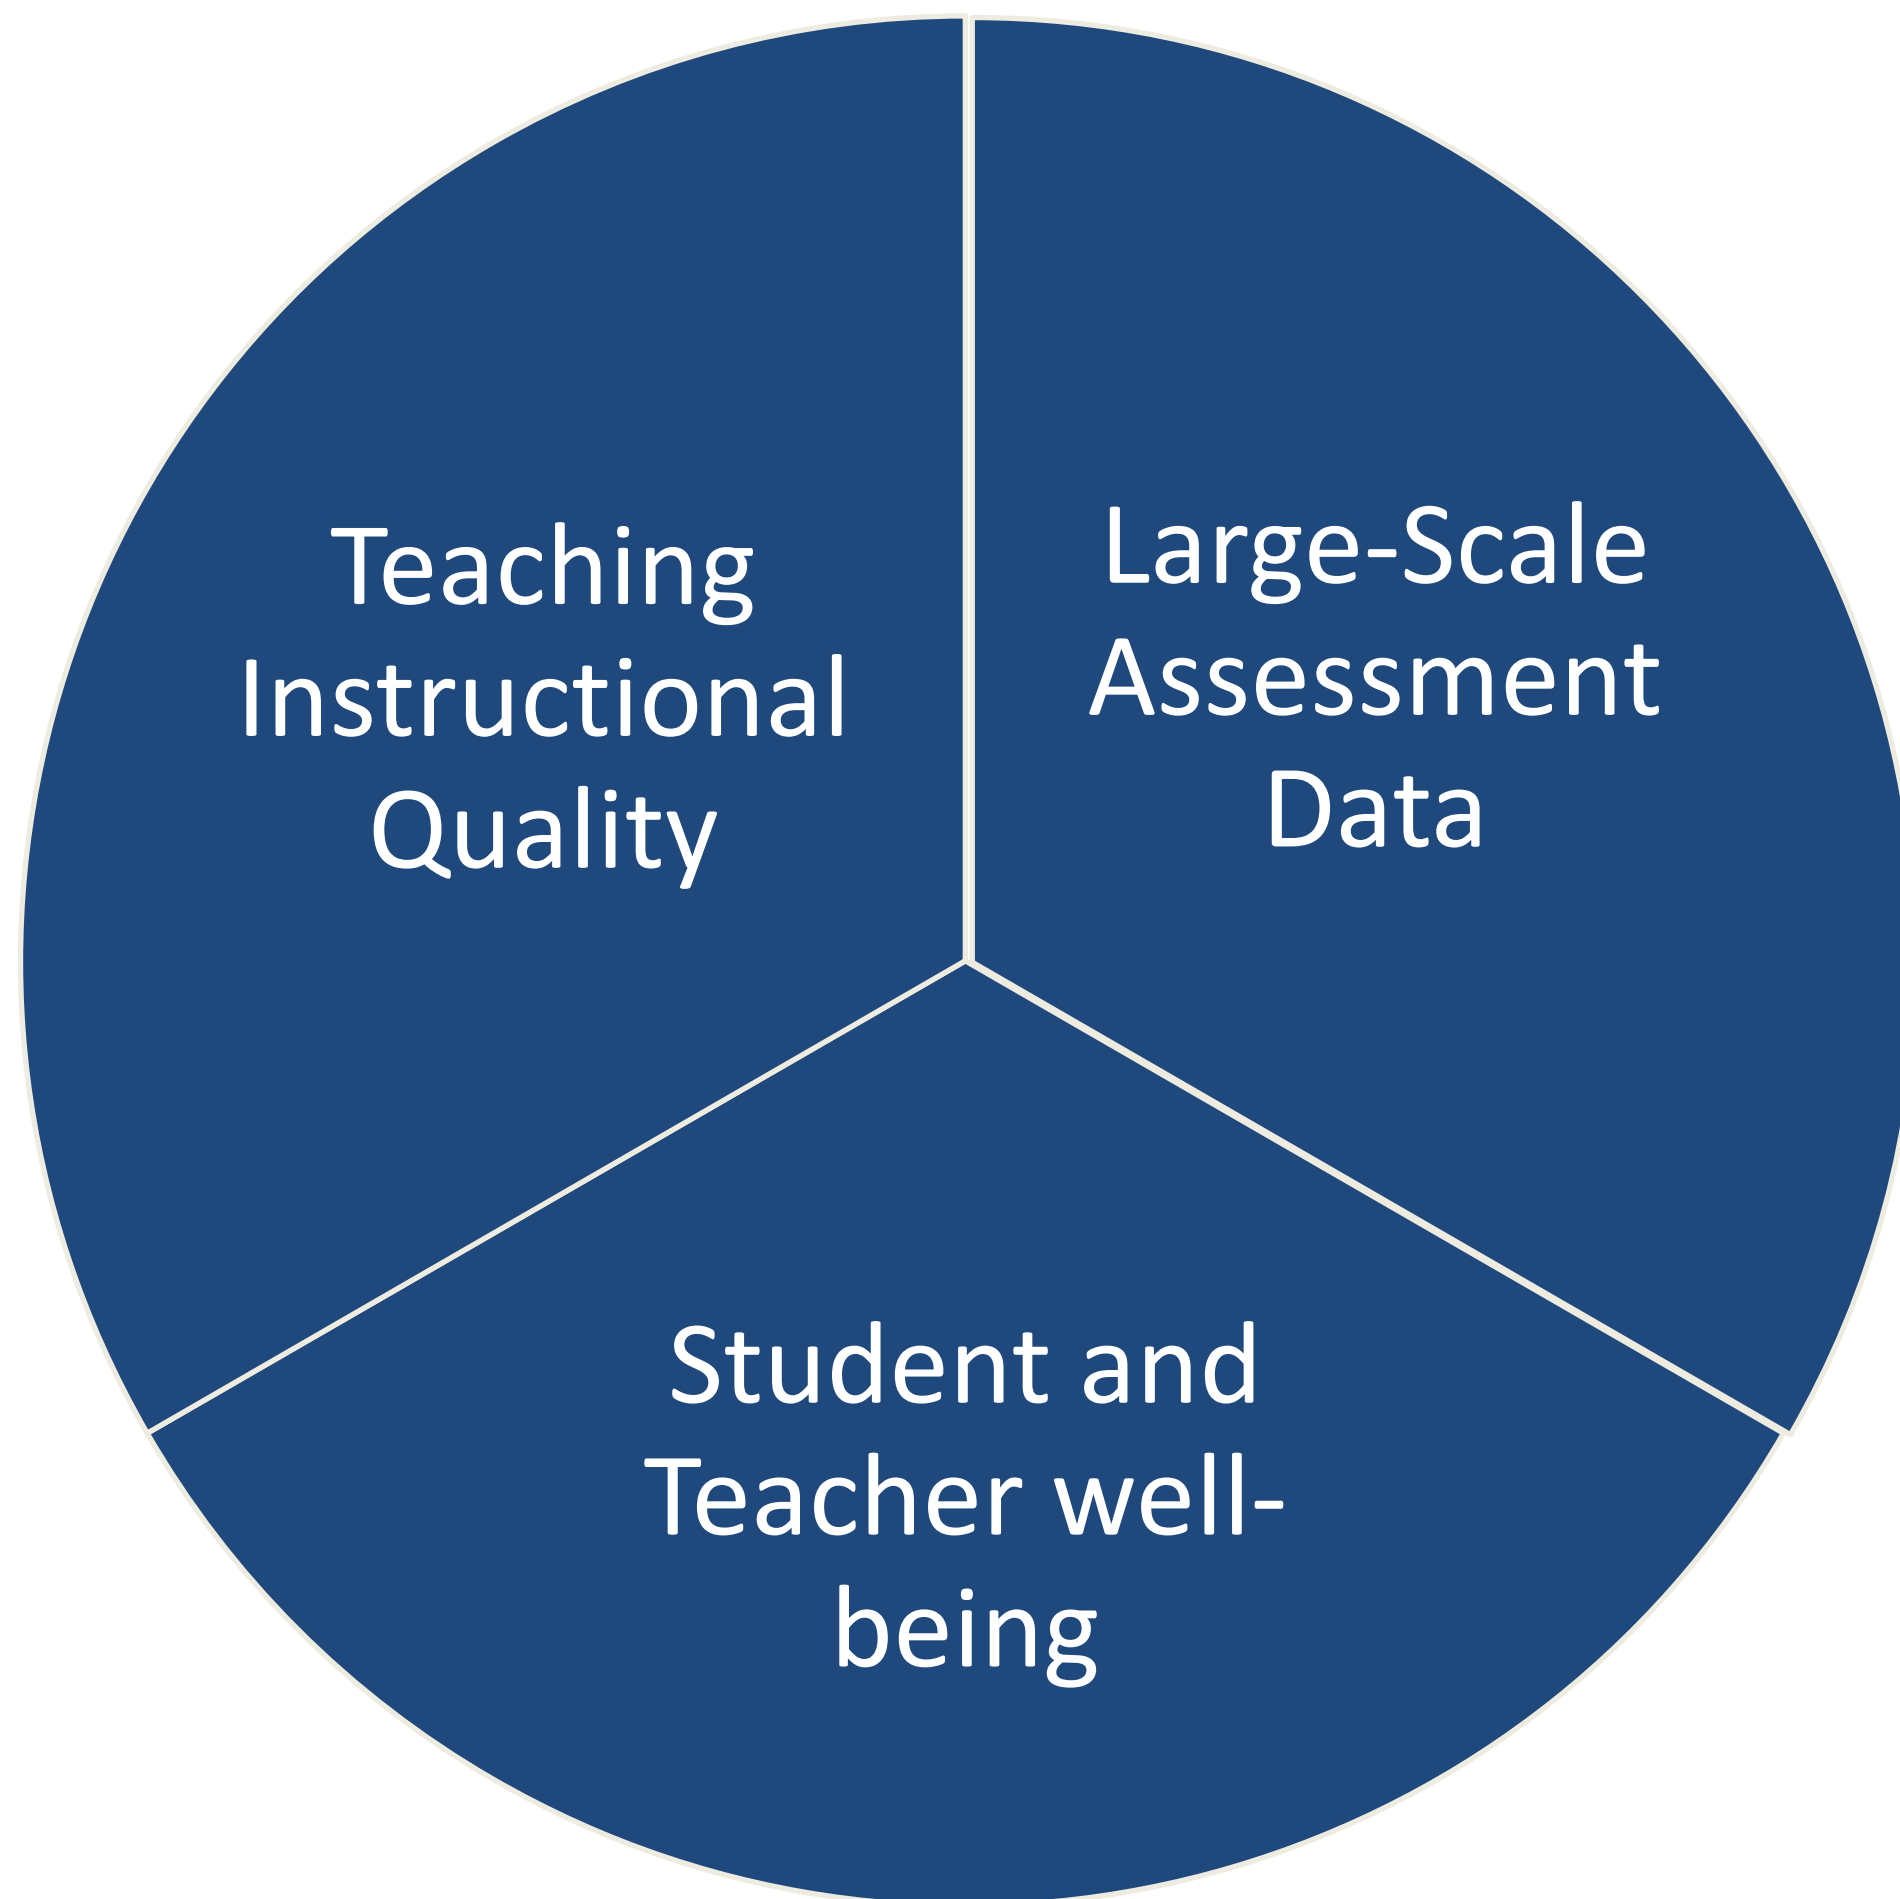 Teaching
Instructional
Quality
Large-Scale
Assessment
Data
Student and
Teacher well-
being